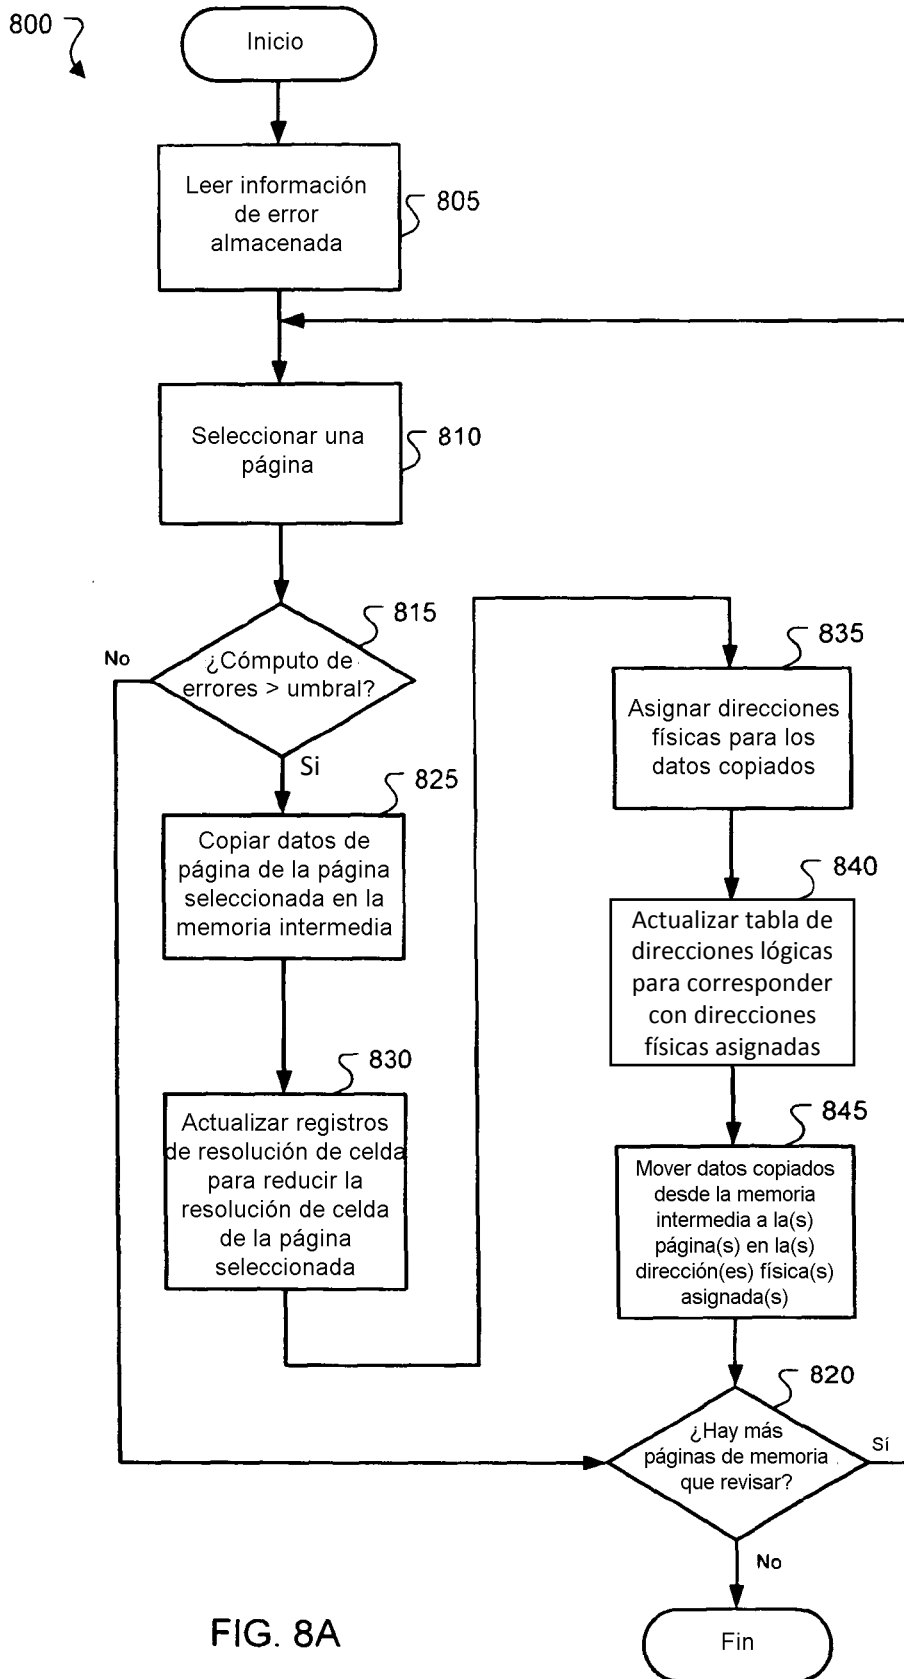 800
Inicio
Leer información
de error
almacenada
805
Seleccionar una
página
810
815
¿Cómputo de
errores > umbral?
No
Si
825
Copiar datos de
página de la página
seleccionada en la
memoria intermedia
830
Actualizar registros
de resolución de celda
para reducir la
resolución de celda
de la página
seleccionada
835
Asignar direcciones
físicas para los
datos copiados
840
Actualizar tabla de
direcciones lógicas
para corresponder
con direcciones
físicas asignadas
845
Mover datos copiados
desde la memoria
intermedia a la(s)
página(s) en la(s)
dirección(es) física(s)
asignada(s)
820
¿Hay más
páginas de memoria
que revisar?
Sí
No
Fin
FIG. 8A